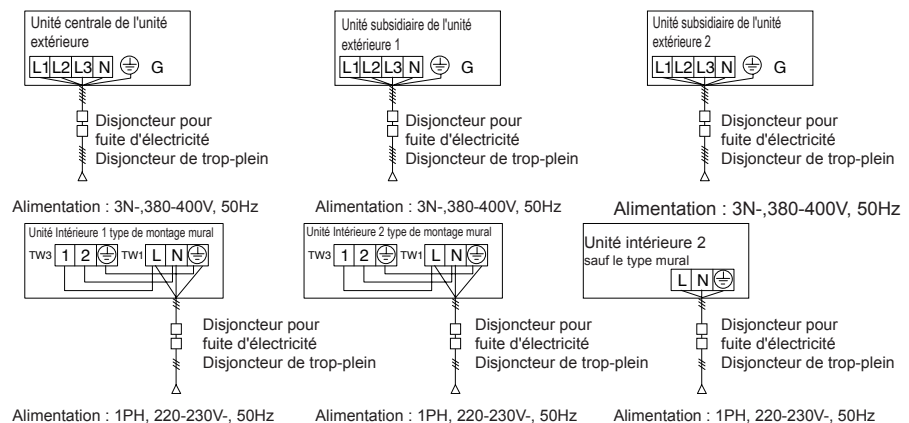 Unité centrale de l'unité
extérieure
L1 L2 L3 N G
Disjoncteur pour
fuite d'électricité
Disjoncteur de trop-plein
Alimentation : 3N-,380-400V, 50Hz
Unité subsidiaire de l'unité
extérieure 1
L1 L2 L3 N G
Disjoncteur pour
fuite d'électricité
Disjoncteur de trop-plein
Alimentation : 3N-,380-400V, 50Hz
Unité subsidiaire de l'unité
extérieure 2
L1 L2 L3 N G
Disjoncteur pour
fuite d'électricité
Disjoncteur de trop-plein
Alimentation : 3N-,380-400V, 50Hz
Unité Intérieure 1 type de montage mural
TW3 1 2 TW1 L N
Disjoncteur pour
fuite d'électricité
Disjoncteur de trop-plein
Alimentation : 1PH, 220-230V-, 50Hz
Unité Intérieure 2 type de montage mural
TW3 1 2 TW1 L N
Disjoncteur pour
fuite d'électricité
Disjoncteur de trop-plein
Alimentation : 1PH, 220-230V-, 50Hz
Unité intérieure 2
sauf le type mural
L N
Disjoncteur pour
fuite d'électricité
Disjoncteur de trop-plein
Alimentation : 1PH, 220-230V-, 50Hz